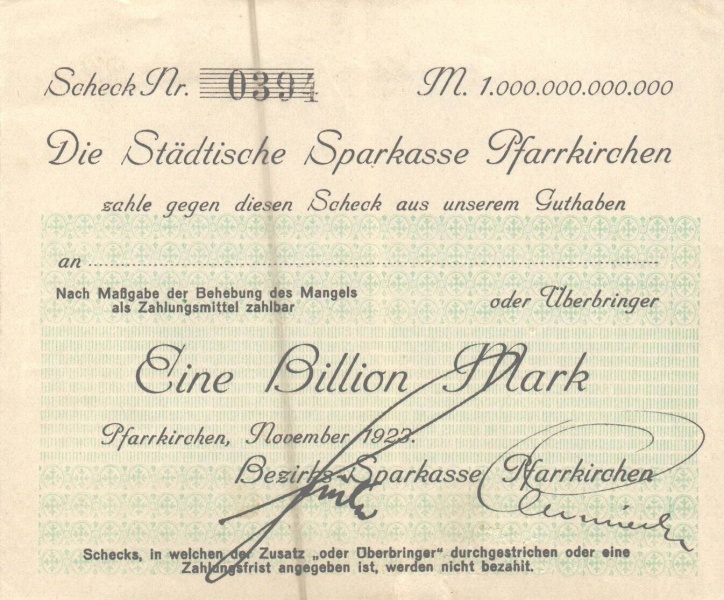 Scheck Nr. 0394 M. 1.000.000.000.000
Die Städtische Sparkasse Pfarrkirchen
zahle gegen diesen Scheck aus unserem Guthaben
an
Nach Maßgabe der Behebung des Mangels
als Zahlungsmittel zahlbar
oder Überbringer
Eine Billion Mark
Pfarrkirchen, November 1923.
Bezirks-Sparkasse Pfarrkirchen
Schecks, in welchen der Zusatz „oder Überbringer" durchgestrichen oder eine
Zahlungsfrist angegeben ist, werden nicht bezahlt.